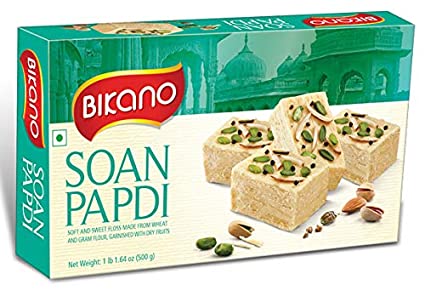 BIKANO
SOAN
PAPDI
SOFT AND SWEET FLOSS MADE FROM WHEAT
AND GRAM FLOUR, GARNISHED WITH DRY FRUITS
Net Weight: 1 lb 1.64 oz (500 g)
BIKANO
SOAN
PAPDI